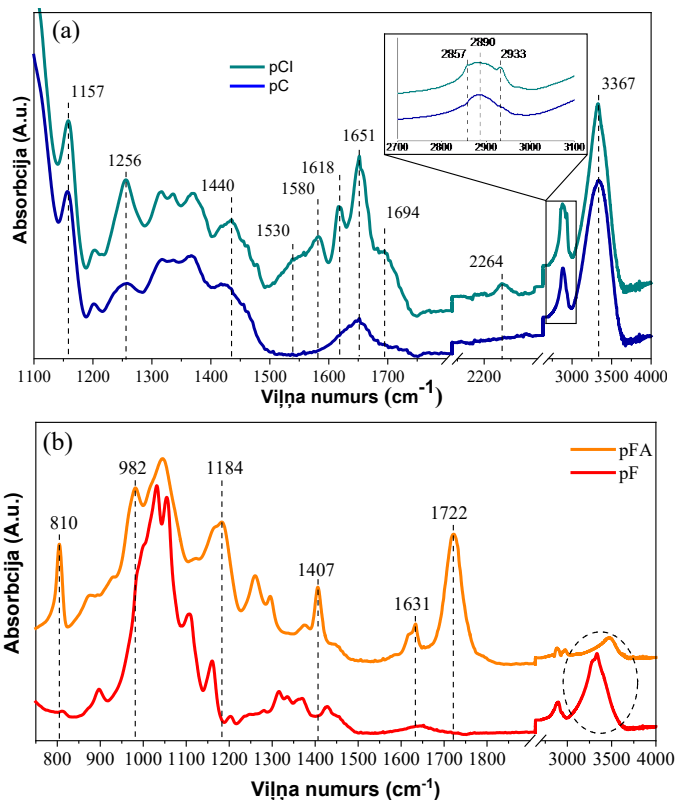 (a)
pCI
pC
Absorbcija (A.u.)
1157
1256
1440
1530
1580
1618
1651
1694
2264
3367
2857
2890
2933
2700 2800 2900 3000 3100
1100 1200 1300 1400 1500 1600 1700 2200 3000 3500 4000
Viļņa numurs (cm⁻¹)
(b)
pFA
pF
Absorbcija (A.u.)
810
982
1184
1407
1631
1722
800 900 1000 1100 1200 1300 1400 1500 1600 1700 1800 3000 3500 4000
Viļņa numurs (cm⁻¹)